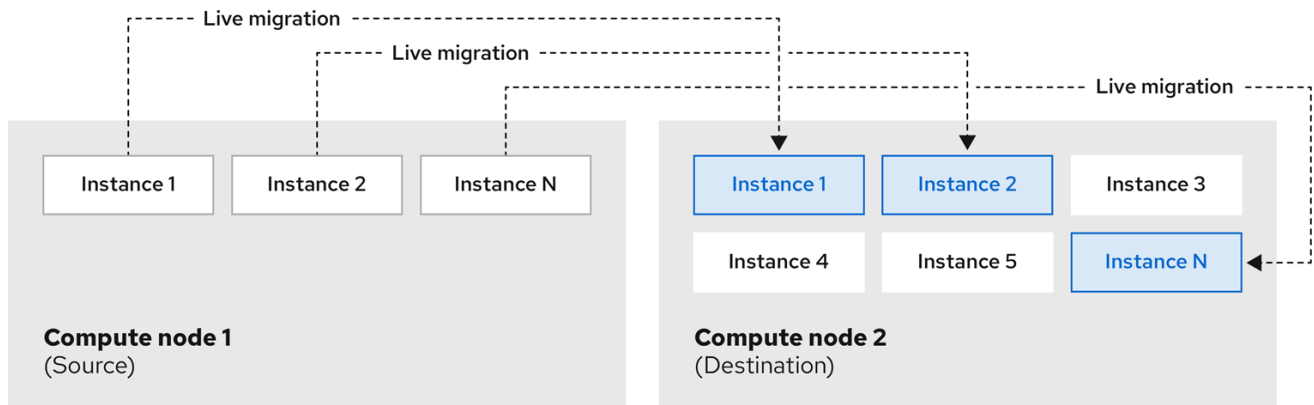 Live migration
Live migration
Live migration
Instance 1
Instance 2
Instance N
Instance 1
Instance 2
Instance 3
Instance 4
Instance 5
Instance N
Compute node 1
(Source)
Compute node 2
(Destination)